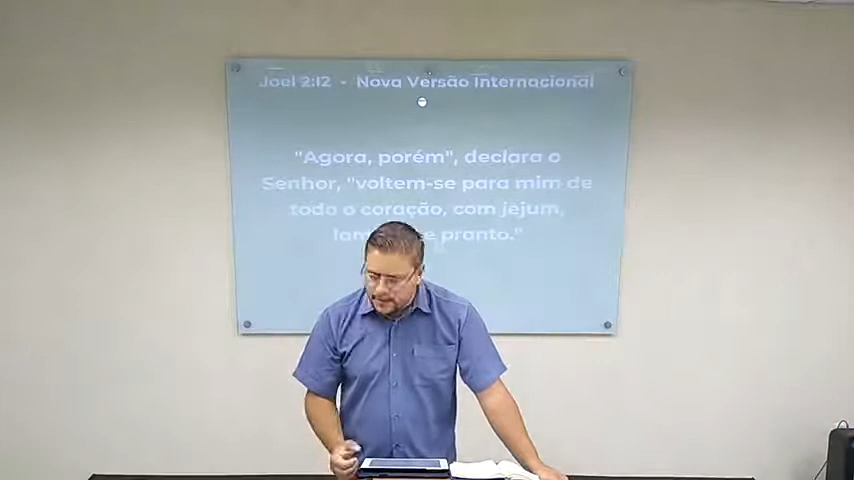 Joel 2:12 - Nova Versão Internacional
"Agora, porém", declara o
Senhor, "voltem-se para mim de
todo o coração, com jejum,
e pranto."